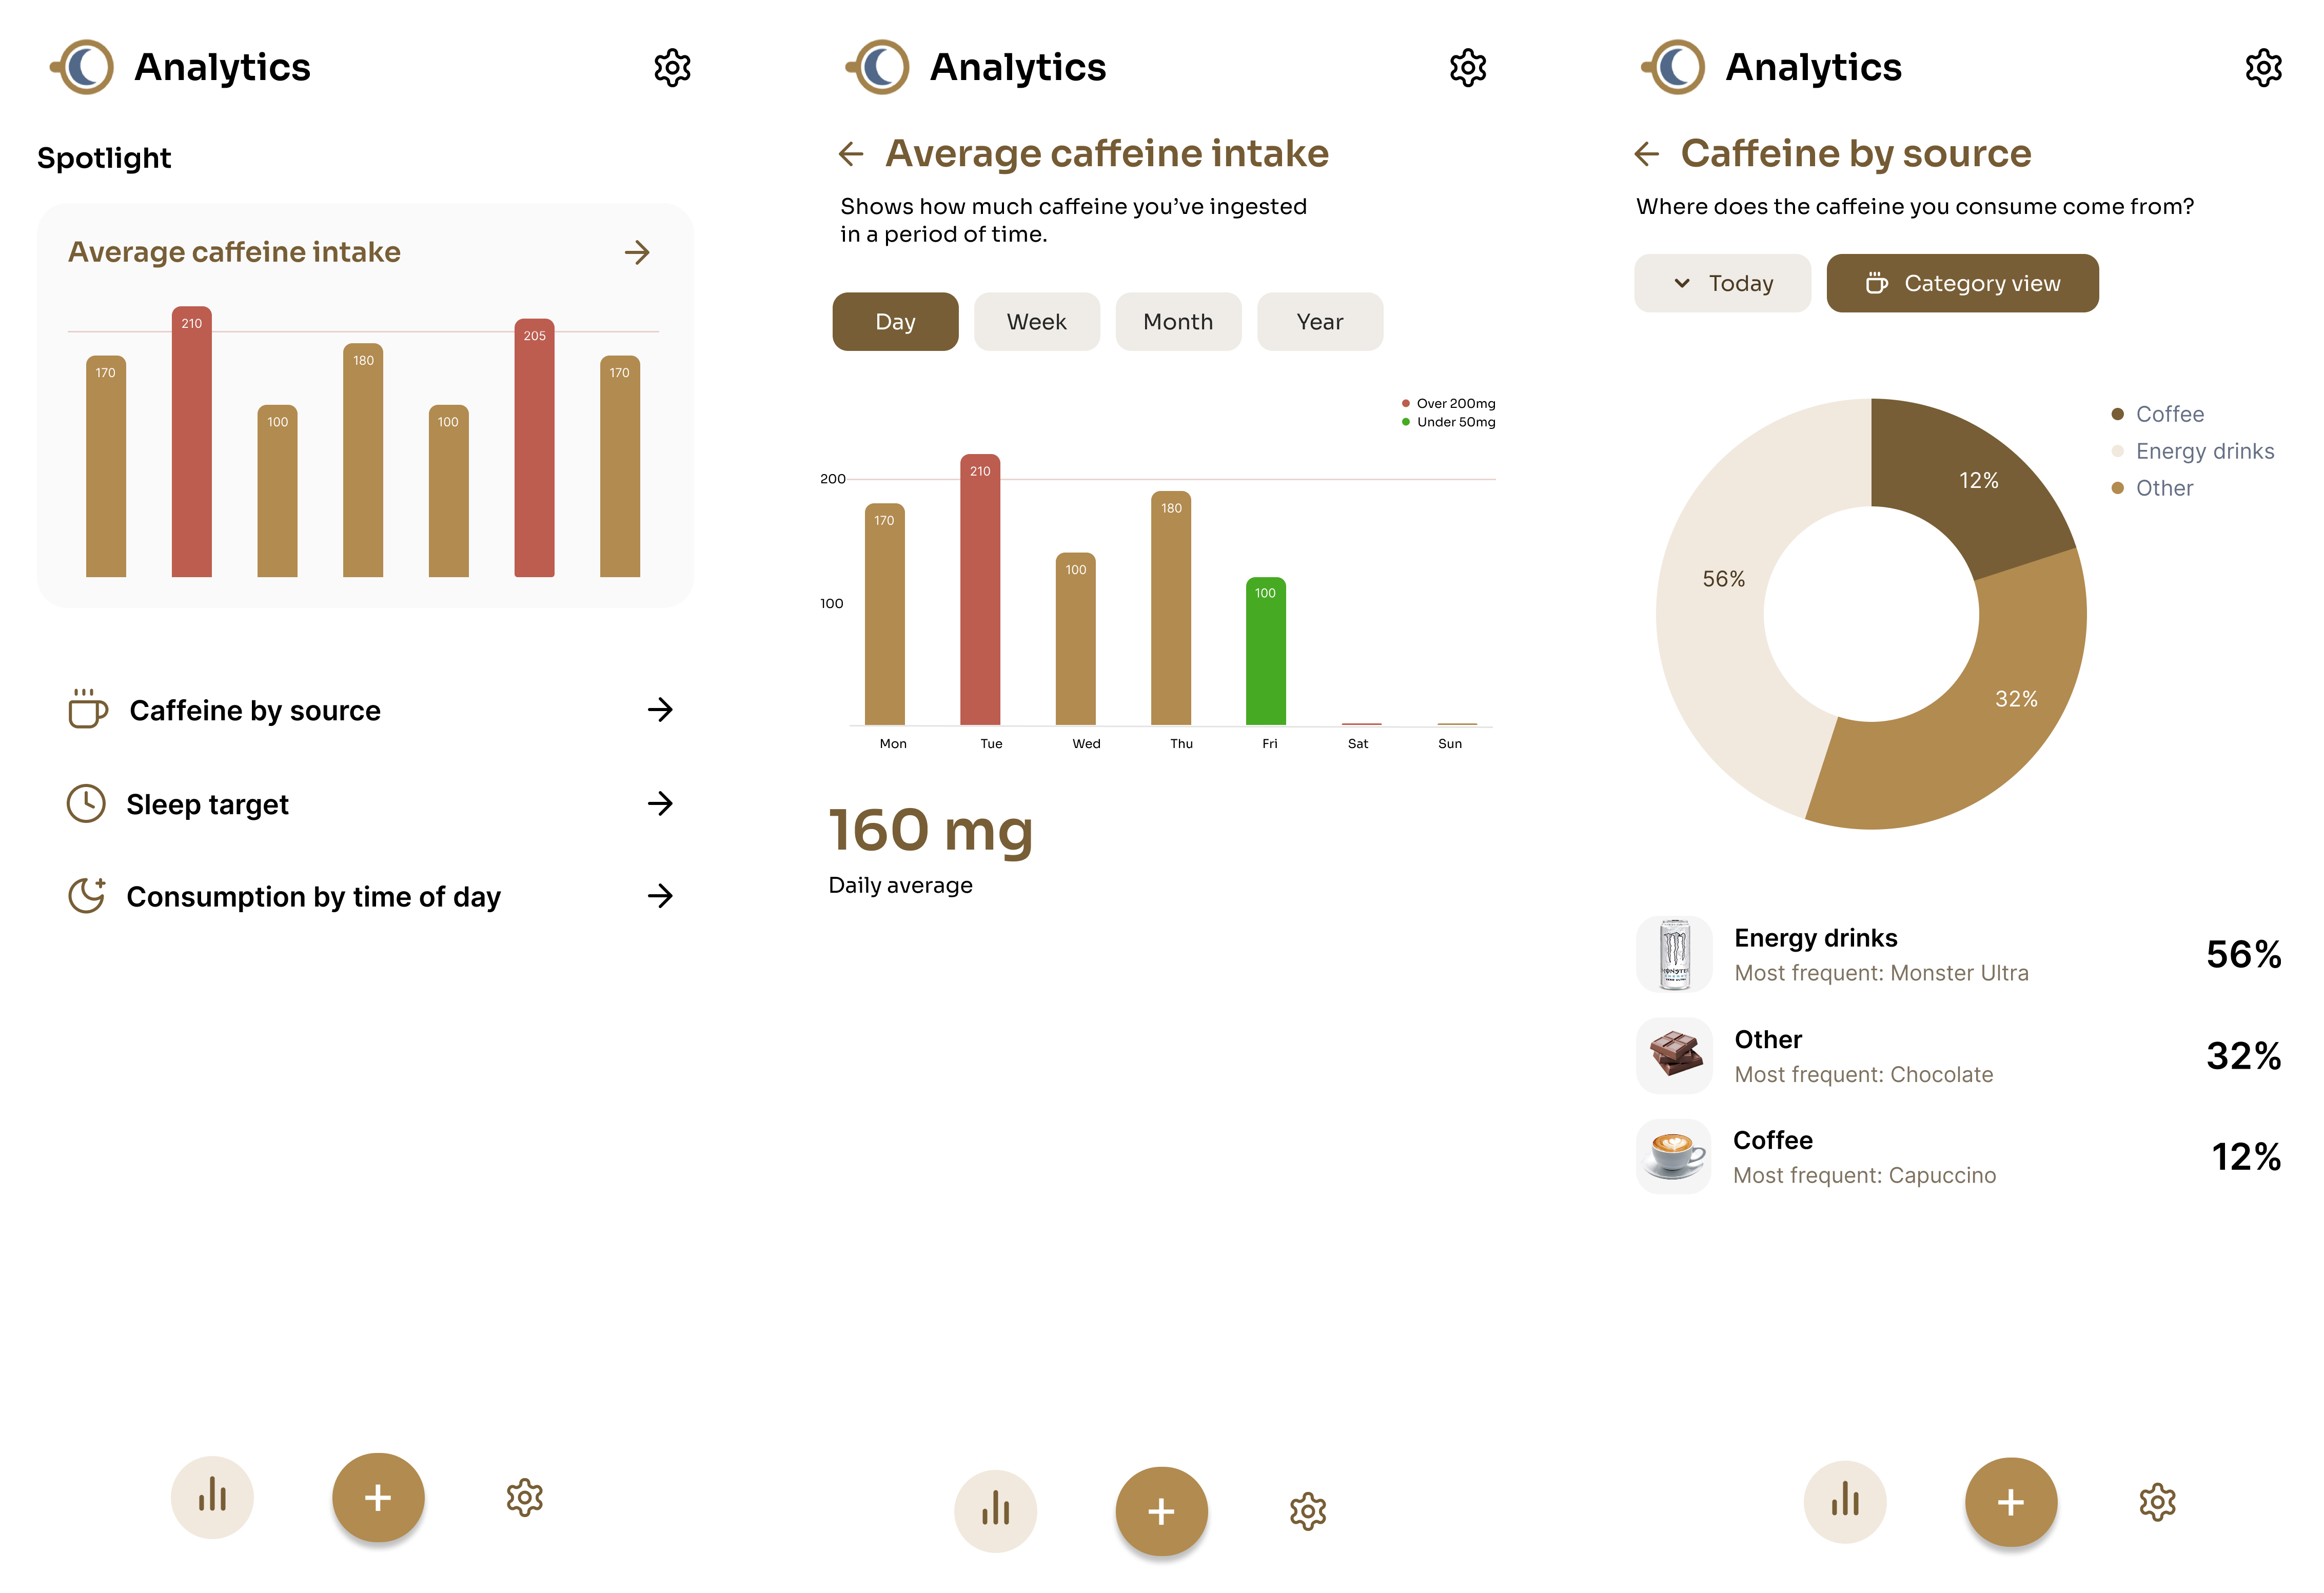 Analytics
Spotlight
Average caffeine intake
170
210
100
180
100
205
170
Caffeine by source
Sleep target
Consumption by time of day
Analytics
Average caffeine intake
Shows how much caffeine you’ve ingested
in a period of time.
Day
Week
Month
Year
Over 200mg
Under 50mg
200
100
170
210
100
180
100
Mon
Tue
Wed
Thu
Fri
Sat
Sun
160 mg
Daily average
Analytics
Caffeine by source
Where does the caffeine you consume come from?
Today
Category view
Coffee
Energy drinks
Other
12%
56%
32%
MONSTER
Energy drinks
Most frequent: Monster Ultra
56%
Other
Most frequent: Chocolate
32%
Coffee
Most frequent: Capuccino
12%